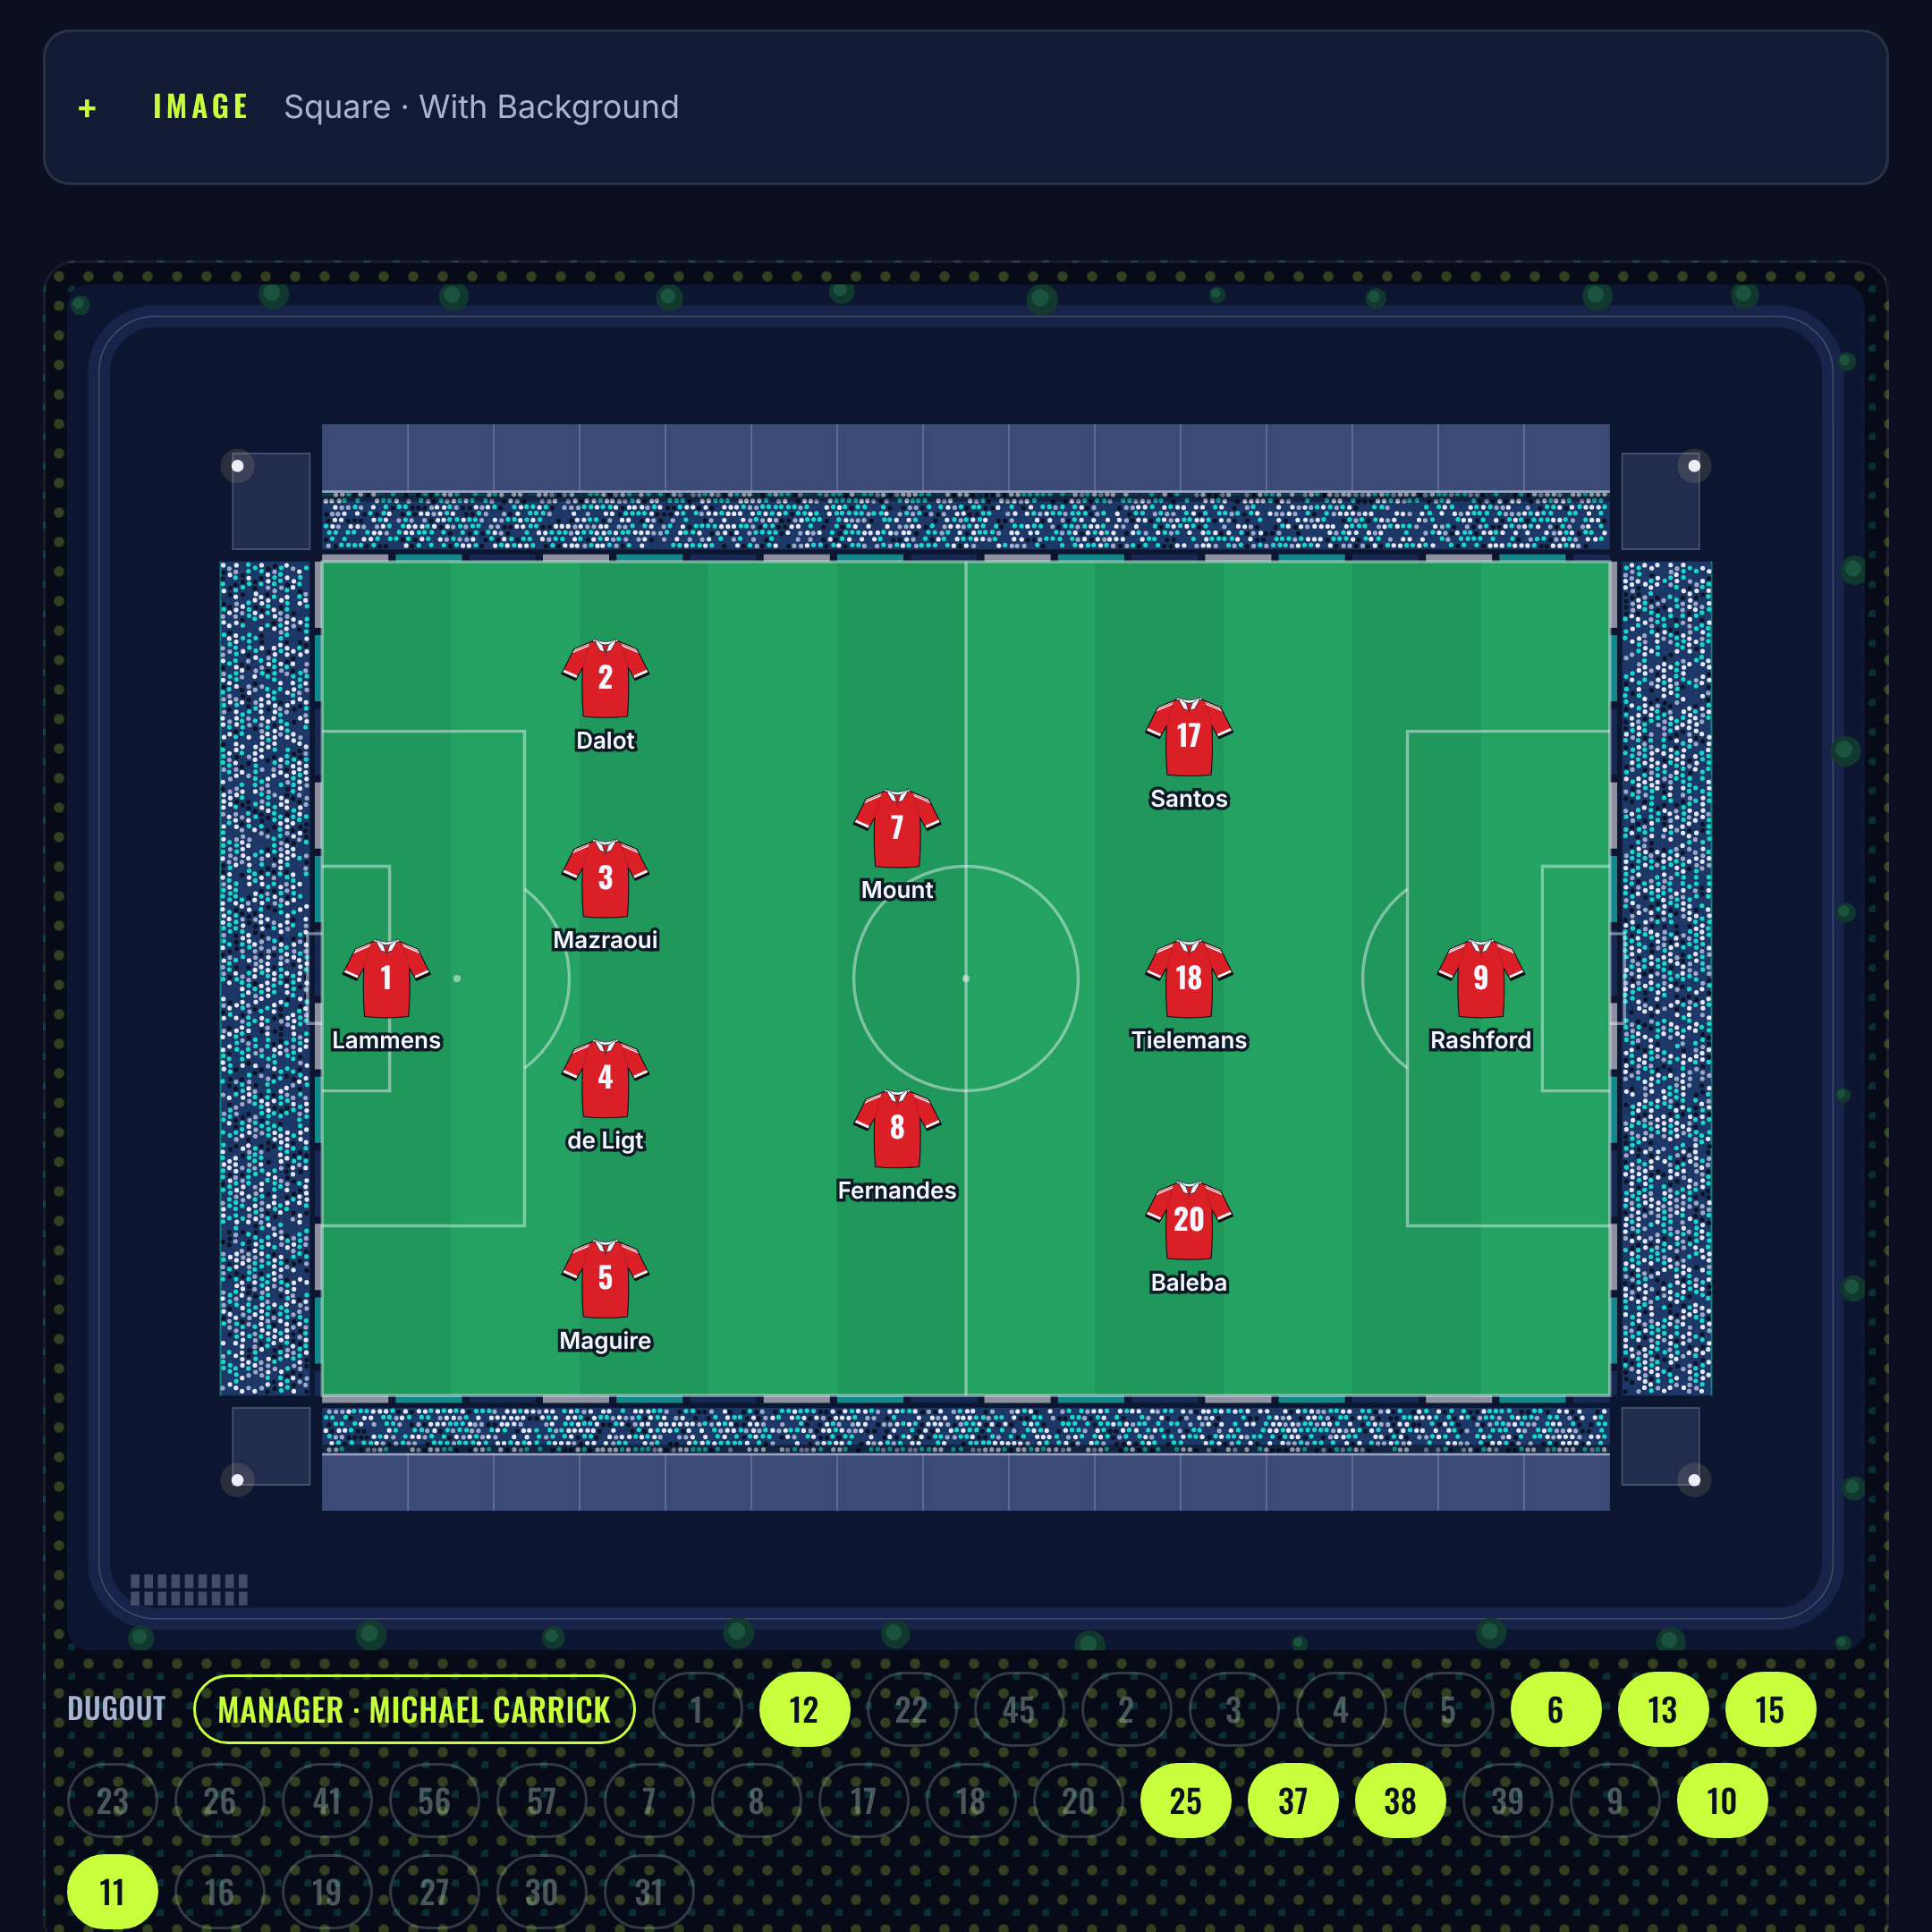 + IMAGE Square · With Background
2
Dalot
17
Santos
7
Mount
3
Mazraoui
1
Lammens
18
Tielemans
9
Rashford
4
de Ligt
8
Fernandes
20
Baleba
5
Maguire
DUGOUT MANAGER · MICHAEL CARRICK 1 12 22 45 2 3 4 5 6 13 15
23 26 41 56 57 7 8 17 18 20 25 37 38 39 9 10
11 16 19 27 30 31